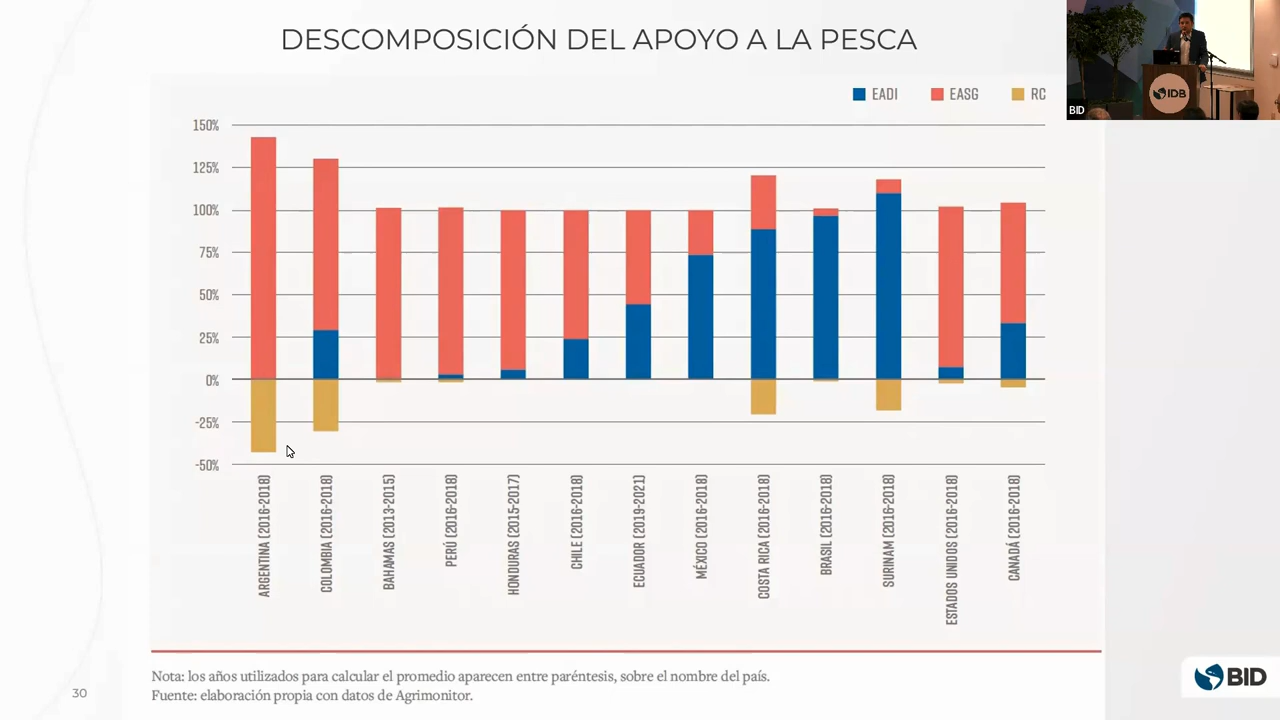 DESCOMPOSICIÓN DEL APOYO A LA PESCA
EADI
EASG
RC
150%
125%
100%
75%
50%
25%
0%
-25%
-50%
ARGENTINA (2016-2018)
COLOMBIA (2016-2018)
BAHAMAS (2013-2015)
PERÚ (2016-2018)
HONDURAS (2015-2017)
CHILE (2016-2018)
ECUADOR (2019-2021)
MÉXICO (2016-2018)
COSTA RICA (2016-2018)
BRASIL (2016-2018)
SURINAM (2016-2018)
ESTADOS UNIDOS (2016-2018)
CANADÁ (2016-2018)
Nota: los años utilizados para calcular el promedio aparecen entre paréntesis, sobre el nombre del país.
Fuente: elaboración propia con datos de Agrimonitor.
30
BID
IDB
BID